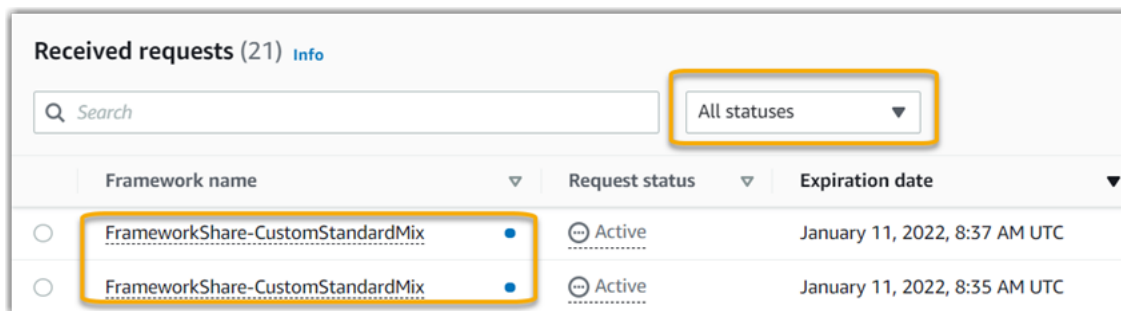 Received requests (21) Info
Search
All statuses
Framework name Request status Expiration date
FrameworkShare-CustomStandardMix Active January 11, 2022, 8:37 AM UTC
FrameworkShare-CustomStandardMix Active January 11, 2022, 8:35 AM UTC